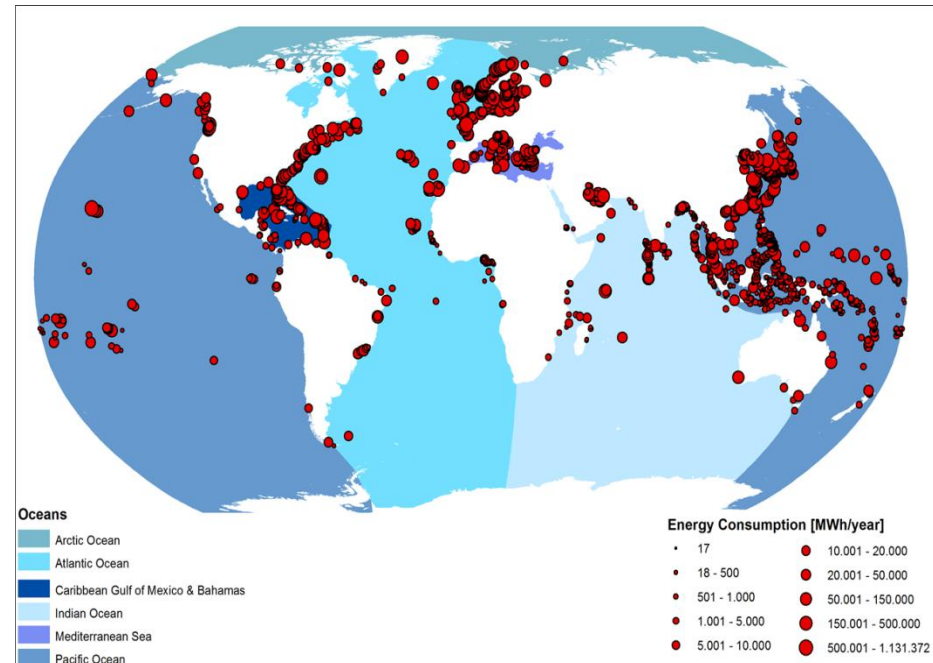 Oceans
Arctic Ocean
Atlantic Ocean
Caribbean Gulf of Mexico & Bahamas
Indian Ocean
Mediterranean Sea
Pacific Ocean
Energy Consumption [MWh/year]
17
18 - 500
501 - 1.000
1.001 - 5.000
5.001 - 10.000
10.001 - 20.000
20.001 - 50.000
50.001 - 150.000
150.001 - 500.000
500.001 - 1.131.372